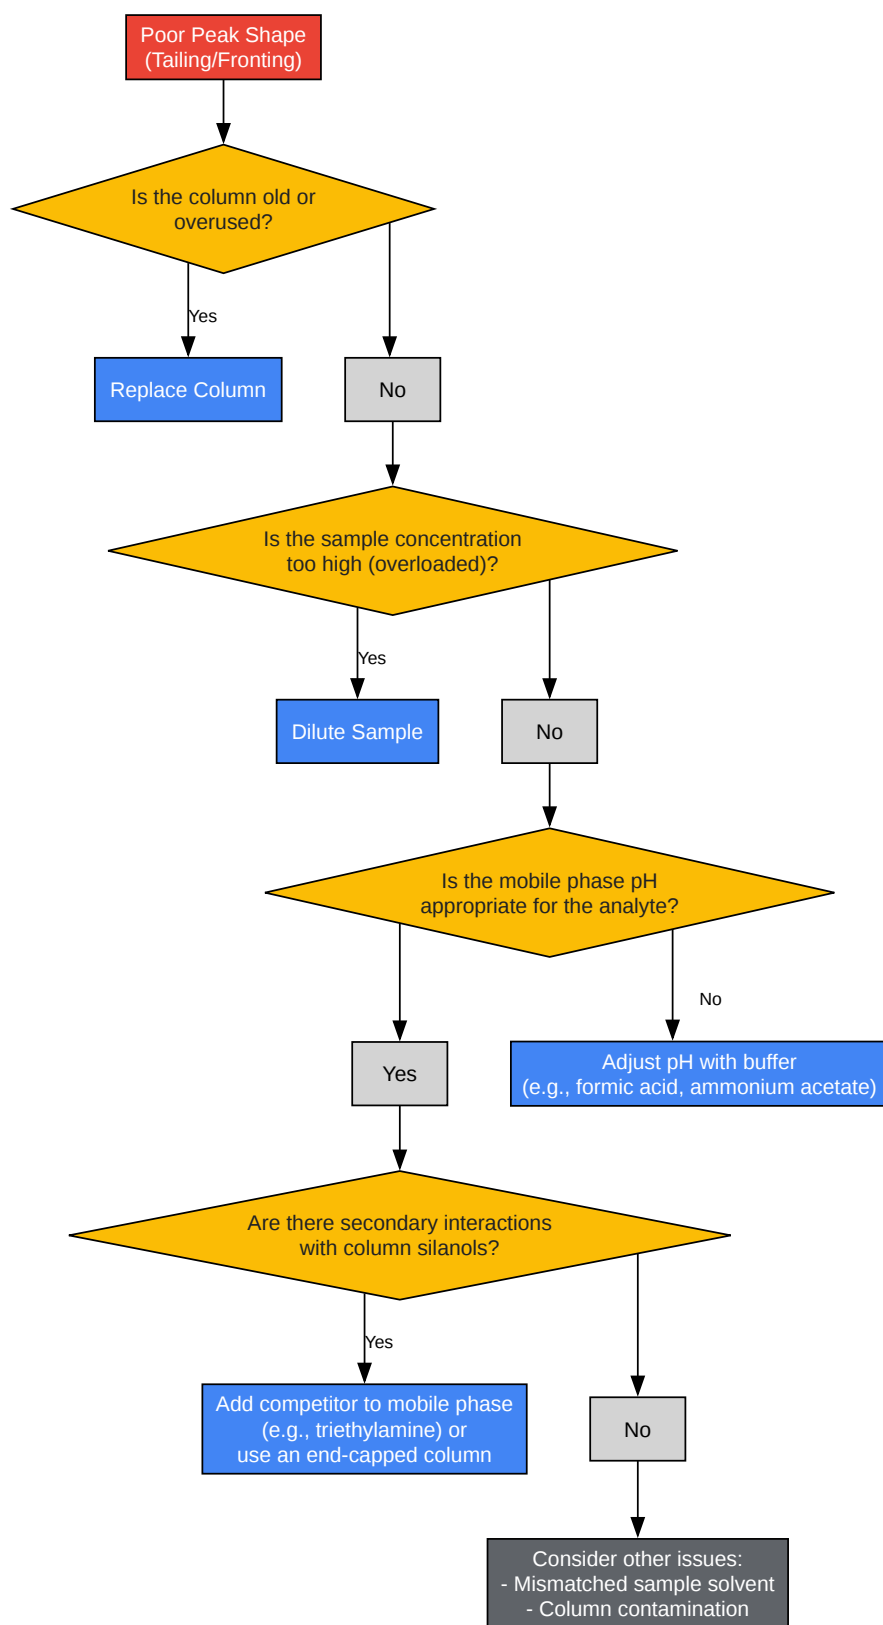 Poor Peak Shape
(Tailing/Fronting)
Is the column old or
overused?
Yes
Replace Column
No
Is the sample concentration
too high (overloaded)?
Yes
Dilute Sample
No
Is the mobile phase pH
appropriate for the analyte?
No
Yes
Adjust pH with buffer
(e.g., formic acid, ammonium acetate)
Are there secondary interactions
with column silanols?
Yes
Add competitor to mobile phase
(e.g., triethylamine) or
use an end-capped column
No
Consider other issues:
- Mismatched sample solvent
- Column contamination